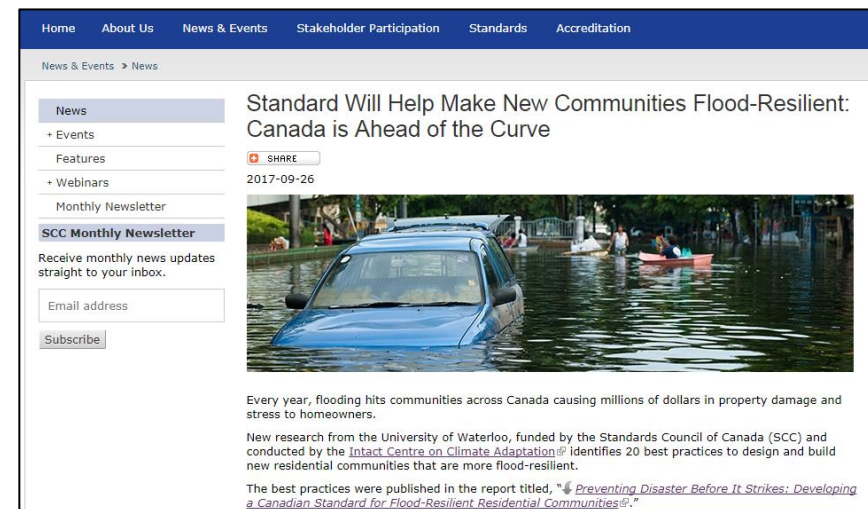 Home About Us News & Events Stakeholder Participation Standards Accreditation
News & Events > News
News
+ Events
Features
+ Webinars
Monthly Newsletter
SCC Monthly Newsletter
Receive monthly news updates
straight to your inbox.
Email address
Subscribe
Standard Will Help Make New Communities Flood-Resilient:
Canada is Ahead of the Curve
SHARE
2017-09-26
Every year, flooding hits communities across Canada causing millions of dollars in property damage and
stress to homeowners.
New research from the University of Waterloo, funded by the Standards Council of Canada (SCC) and
conducted by the Intact Centre on Climate Adaptation identifies 20 best practices to design and build
new residential communities that are more flood-resilient.
The best practices were published in the report titled, “Preventing Disaster Before It Strikes: Developing
a Canadian Standard for Flood-Resilient Residential Communities.”